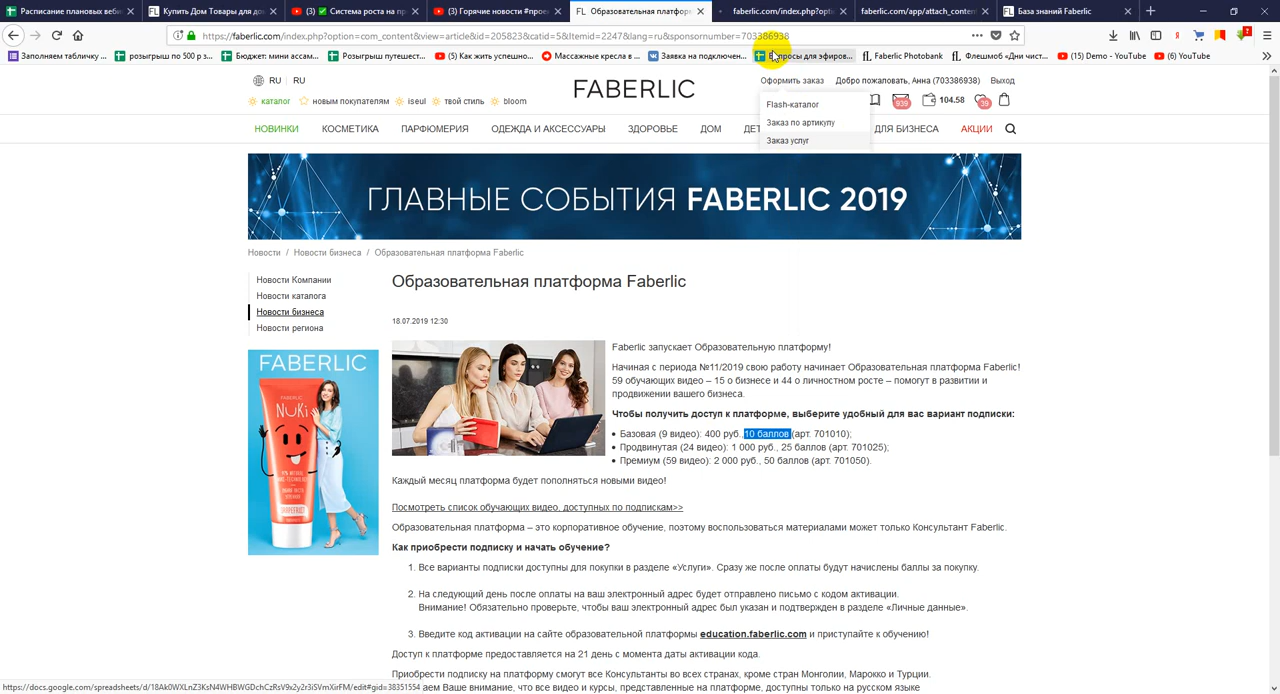 Расписание плановых веби
Купить Дом Товары для до
(3) ✅ Система роста на пр
(3) Горячие новости #пров
Образовательная платфор
faberlic.com/index.php?opti
faberlic.com/app/attach_conten
База знаний Faberlic
https://faberlic.com/index.php?option=com_content&view=article&id=205823&catid=5&Itemid=2247&lang=ru&sponsornumber=703386938
Заполняем табличку ...
розыгрыш по 500 р з...
Бюджет: мини ассам...
Розыгрыш путешест...
(5) Как жить успешно...
Массажные кресла в ...
Заявка на подключен...
Вопросы для эфиров...
Faberlic Photobank
Флешмоб «Дни чист...
(15) Demo - YouTube
(6) YouTube
RU RU
FABERLIC
Оформить заказ Добро пожаловать, Анна (703386938) Выход
каталог новым покупателям iseul твой стиль bloom
Flash-каталог
939 104.58 39
Заказ по артикулу
Заказ услуг
НОВИНКИ КОСМЕТИКА ПАРФЮМЕРИЯ ОДЕЖДА И АКСЕССУАРЫ ЗДОРОВЬЕ ДОМ ДЕТ ДЛЯ БИЗНЕСА АКЦИИ
ГЛАВНЫЕ СОБЫТИЯ FABERLIC 2019
Новости / Новости бизнеса / Образовательная платформа Faberlic
Новости Компании
Новости каталога
Новости бизнеса
Новости региона
FABERLIC
NUKI
Образовательная платформа Faberlic
18.07.2019 12:30
Faberlic запускает Образовательную платформу!
Начиная с периода №11/2019 свою работу начинает Образовательная платформа Faberlic!
59 обучающих видео – 15 о бизнесе и 44 о личностном росте – помогут в развитии и
продвижении вашего бизнеса.
Чтобы получить доступ к платформе, выберите удобный для вас вариант подписки:
• Базовая (9 видео): 400 руб., 10 баллов (арт. 701010);
• Продвинутая (24 видео): 1 000 руб., 25 баллов (арт. 701025);
• Премиум (59 видео): 2 000 руб., 50 баллов (арт. 701050).
Каждый месяц платформа будет пополняться новыми видео!
Посмотреть список обучающих видео, доступных по подпискам>>
Образовательная платформа – это корпоративное обучение, поэтому воспользоваться материалами может только Консультант Faberlic.
Как приобрести подписку и начать обучение?
1. Все варианты подписки доступны для покупки в разделе «Услуги». Сразу же после оплаты будут начислены баллы за покупку.
2. На следующий день после оплаты на ваш электронный адрес будет отправлено письмо с кодом активации.
Внимание! Обязательно проверьте, чтобы ваш электронный адрес был указан и подтвержден в разделе «Личные данные».
3. Введите код активации на сайте образовательной платформы education.faberlic.com и приступайте к обучению!
Доступ к платформе предоставляется на 21 день с момента даты активации кода.
Приобрести подписку на платформу смогут все Консультанты во всех странах, кроме стран Монголии, Марокко и Турции.
аем Ваше внимание, что все видео и курсы, представленные на платформе, доступны только на русском языке